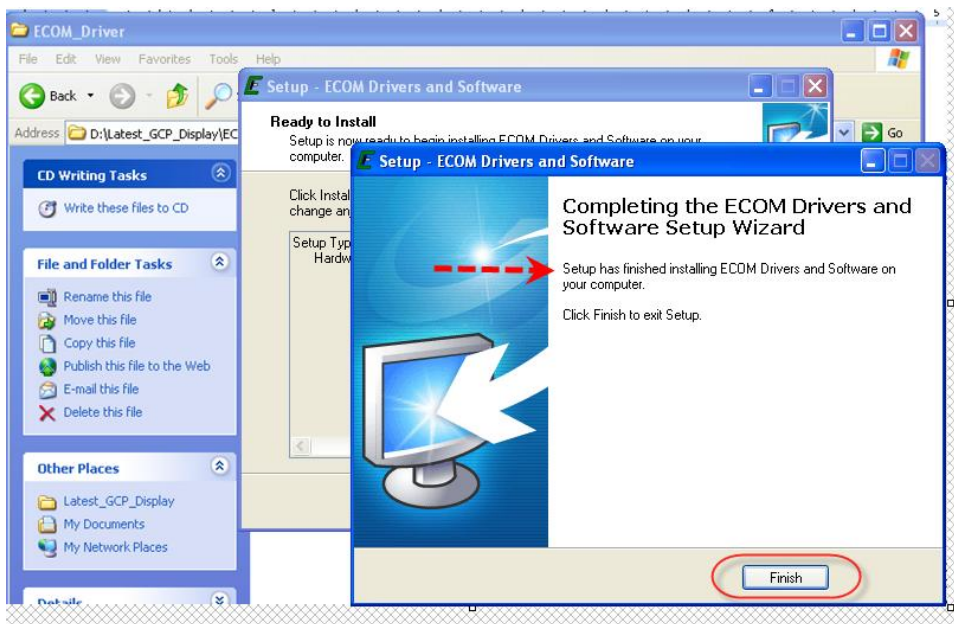 5
ECOM_Driver
File Edit View Favorites Tools Help
Back
Address D:\Latest_GCP_Display\EC
Go
CD Writing Tasks
Write these files to CD
File and Folder Tasks
Rename this file
Move this file
Copy this file
Publish this file to the Web
E-mail this file
Delete this file
Other Places
Latest_GCP_Display
My Documents
My Network Places
Details
Setup - ECOM Drivers and Software
Ready to Install
Setup is now ready to begin installing ECOM Drivers and Software on your
computer.
Click Instal
change an
Setup Typ
Hardw
Setup - ECOM Drivers and Software
Completing the ECOM Drivers and
Software Setup Wizard
Setup has finished installing ECOM Drivers and Software on
your computer.
Click Finish to exit Setup.
Finish